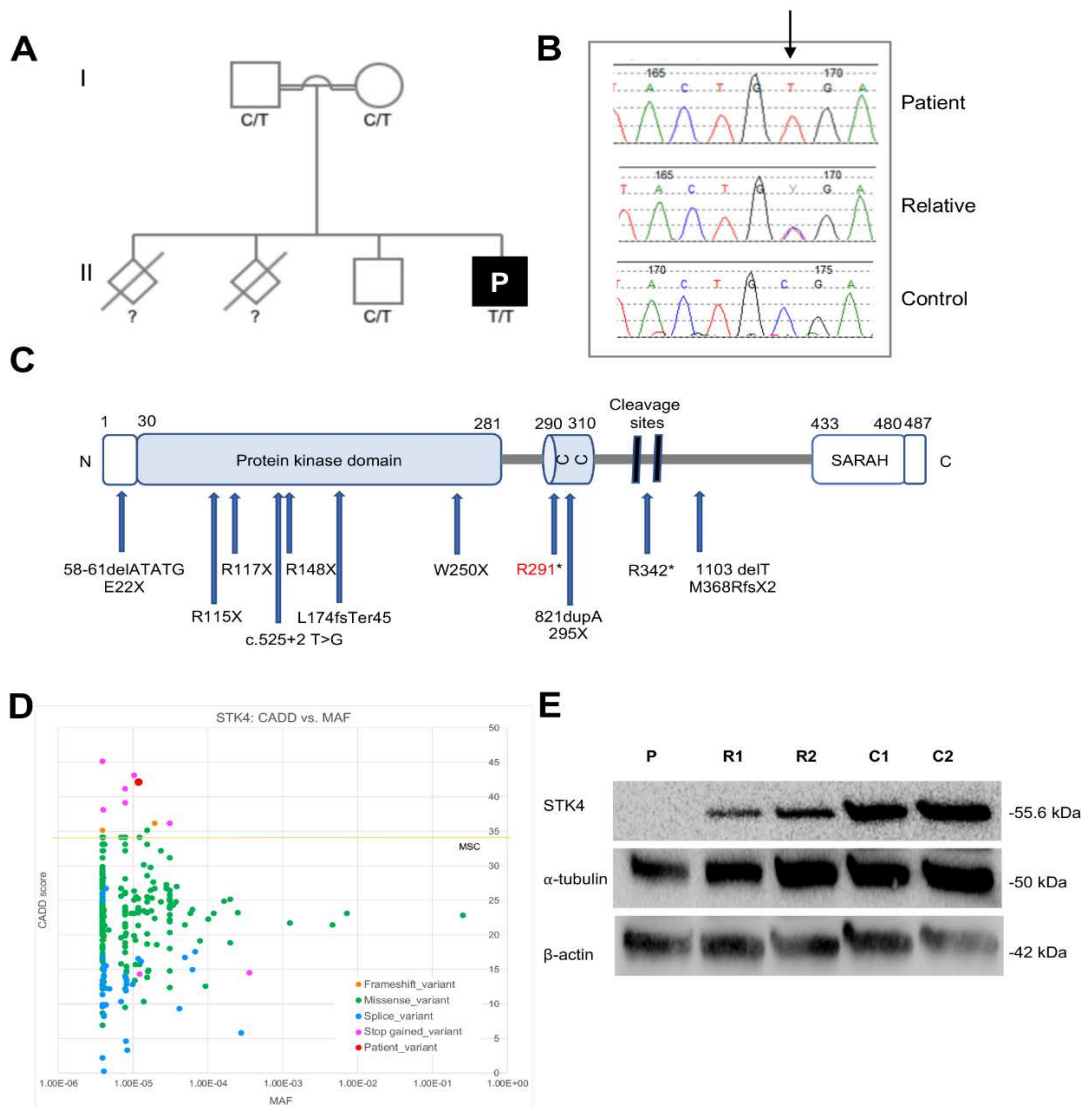 A
I
C/T C/T
II
P
? ? C/T T/T
B
165 170
T A C T G T G A
Patient
165 170
T A C T G Y G A
Relative
170 175
T A C T G C G A
Control
C
1 30 281 290 310 Cleavage sites 433 480 487
N Protein kinase domain C C SARAH C
58-61delATATG
E22X
R115X
R117X
c.525+2 T>G
R148X
L174fsTer45
W250X
R291*
821dupA
295X
R342*
1103 delT
M368RfsX2
D
STK4: CADD vs. MAF
50
45
40
35
MSC
30
25
20
15
10
5
0
CADD score
Frameshift_variant
Missense_variant
Splice_variant
Stop gained_variant
Patient_variant
1.00E-06 1.00E-05 1.00E-04 1.00E-03 1.00E-02 1.00E-01 1.00E+00
MAF
E
P R1 R2 C1 C2
STK4 -55.6 kDa
α-tubulin -50 kDa
β-actin -42 kDa